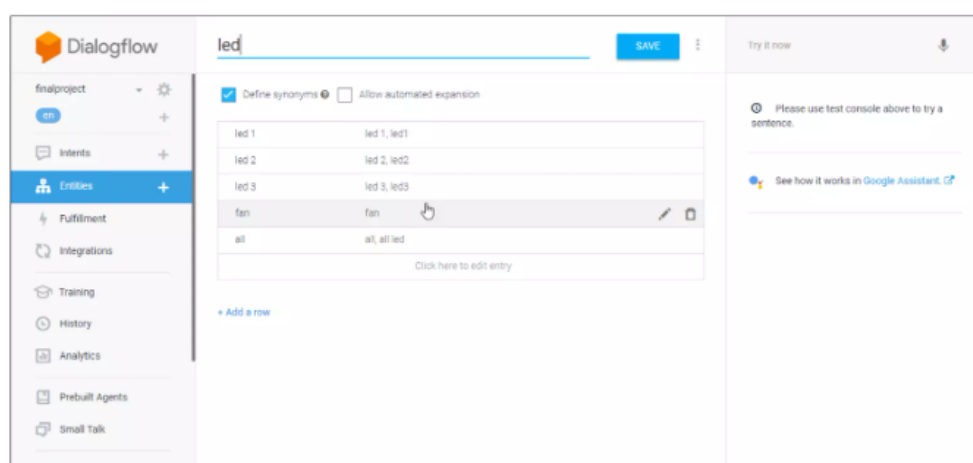 Dialogflow
led
SAVE
Try it now
finalproject
en
Define synonyms
Allow automated expansion
Please use test console above to try a
sentence.
led 1
led 1, led1
Intents
led 2
led 2, led2
Entities
led 3
led 3, led3
See how it works in Google Assistant.
fan
fan
Fulfillment
all
all, all led
Integrations
Click here to edit entry
Training
+ Add a row
History
Analytics
Prebuilt Agents
Small Talk